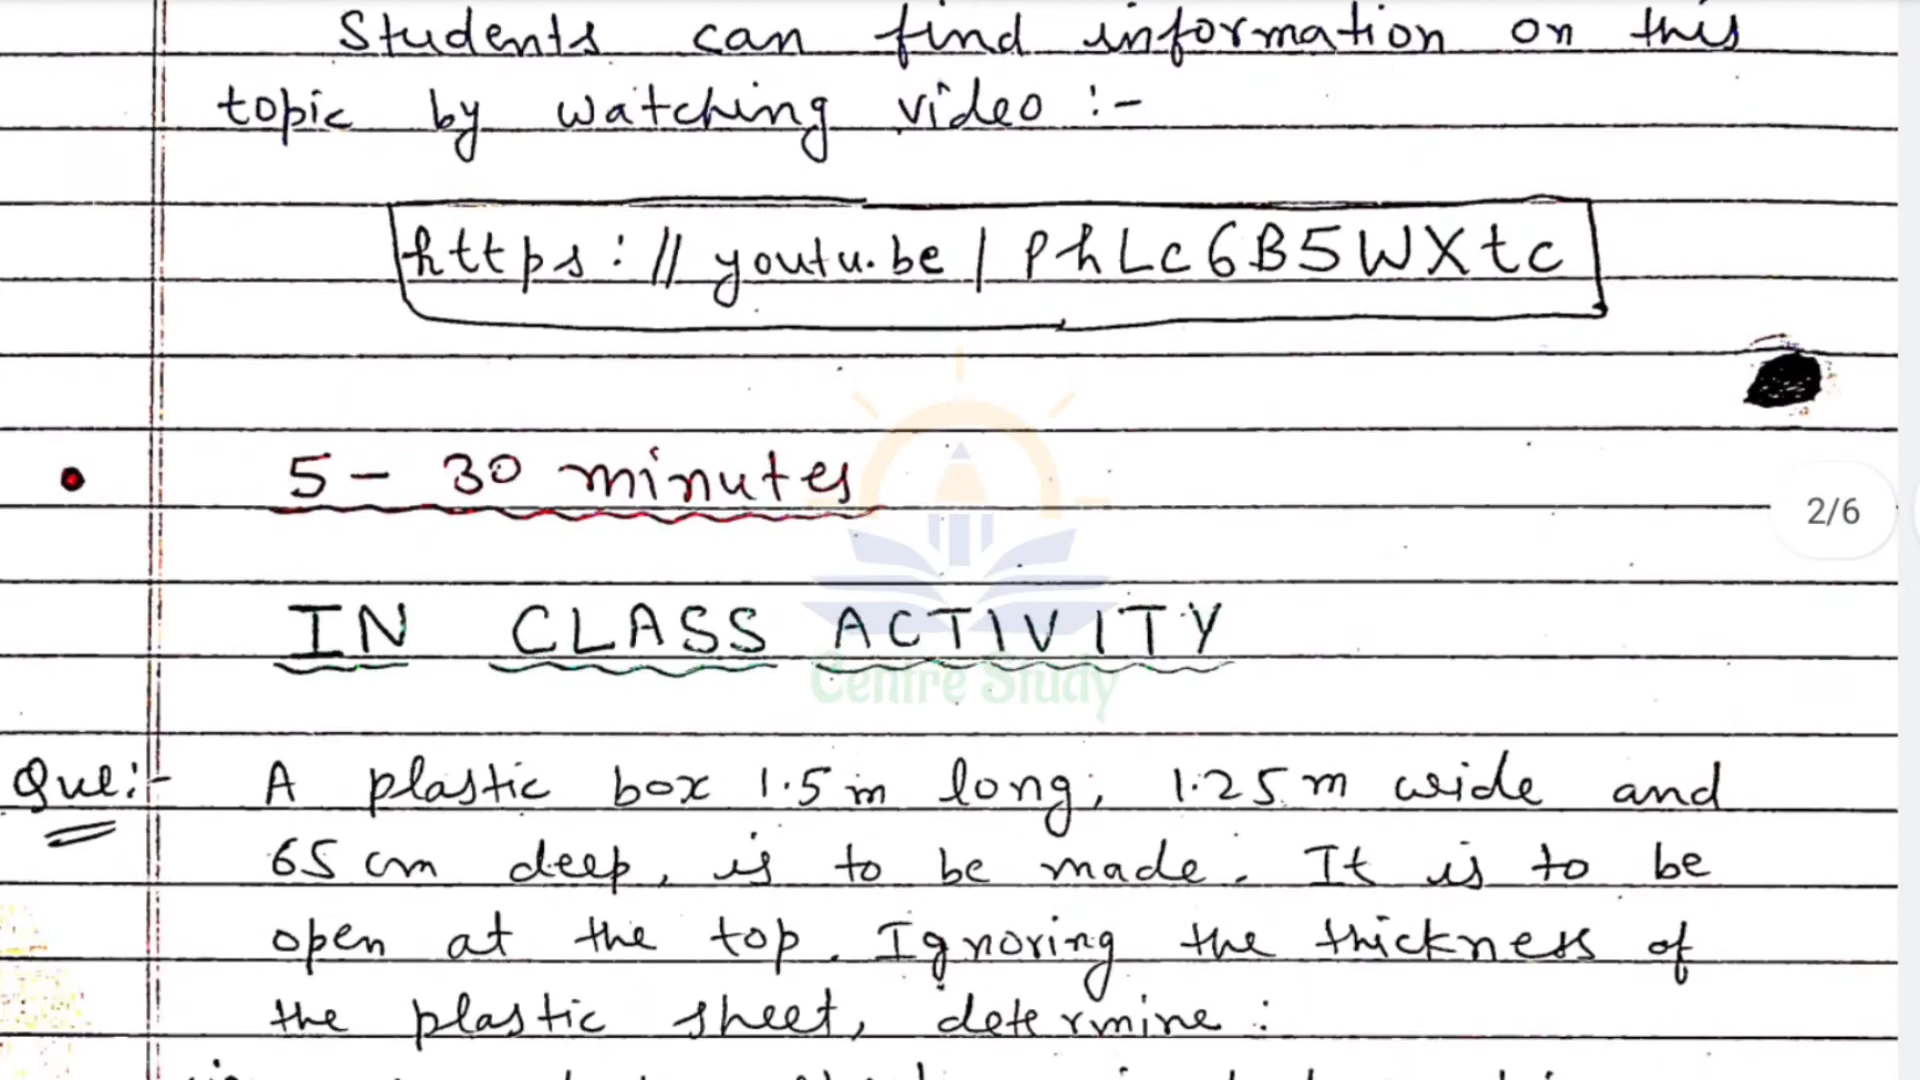 Students can find information on this
topic by watching video :-
https://youtu.be/PhLc6B5WXtc
5 - 30 minutes
2/6
IN CLASS ACTIVITY
Centre Study
Que:- A plastic box 1.5 m long, 1.25 m wide and
65 cm deep, is to be made. It is to be
open at the top. Ignoring the thickness of
the plastic sheet, determine :